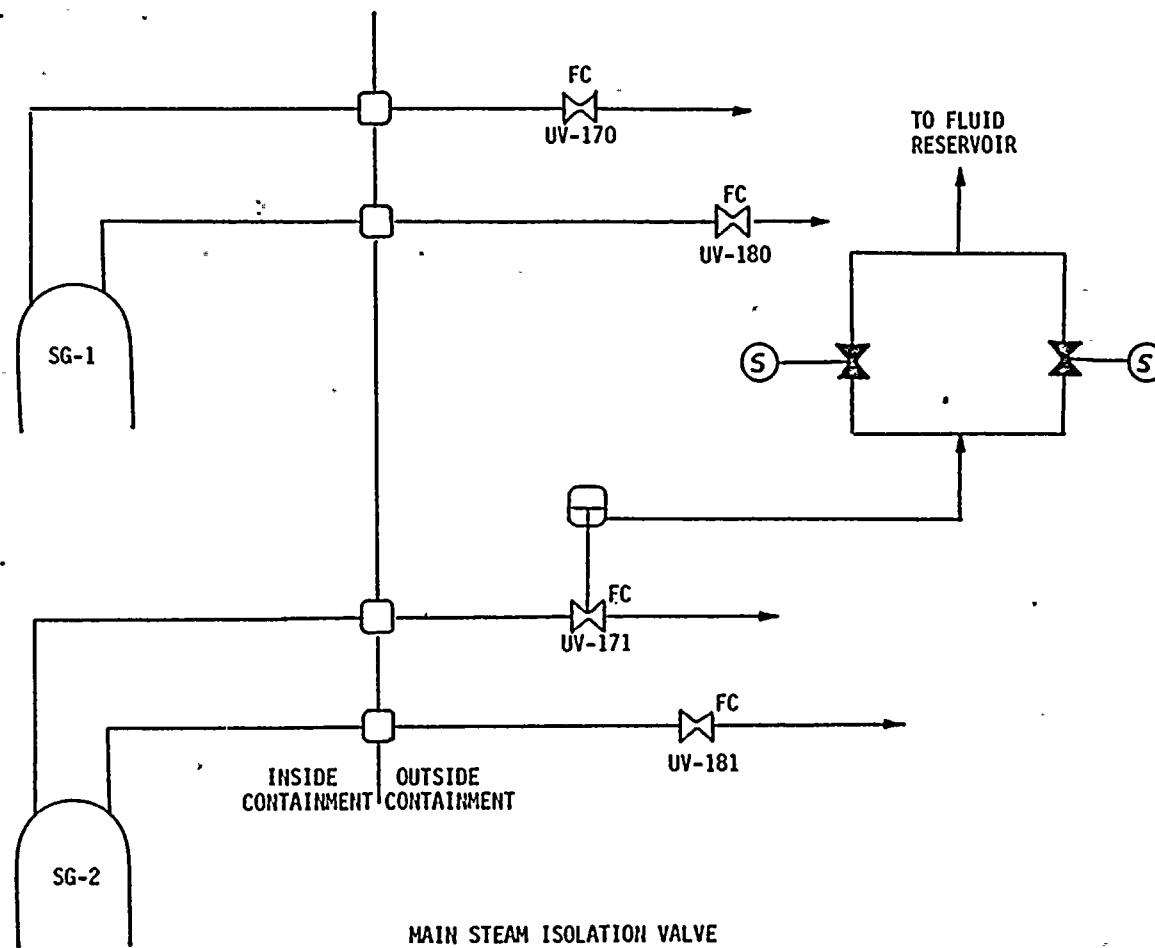 FC
UV-170
TO FLUID
RESERVOIR
FC
UV-180
SG-1
S
S
FC
UV-171
FC
UV-181
INSIDE OUTSIDE
CONTAINMENT CONTAINMENT
SG-2
MAIN STEAM ISOLATION VALVE